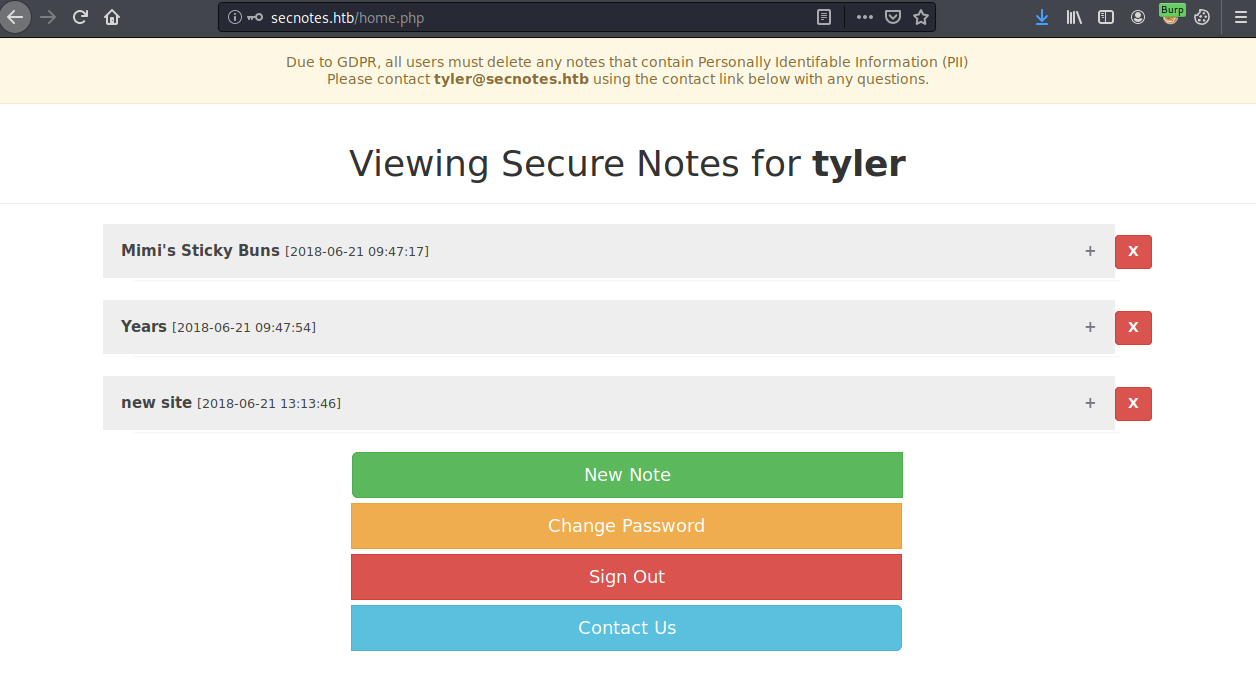 Burp
secnotes.htb/home.php
Due to GDPR, all users must delete any notes that contain Personally Identifable Information (PII)
Please contact tyler@secnotes.htb using the contact link below with any questions.
Viewing Secure Notes for tyler
Mimi's Sticky Buns [2018-06-21 09:47:17] + X
Years [2018-06-21 09:47:54] + X
new site [2018-06-21 13:13:46] + X
New Note
Change Password
Sign Out
Contact Us